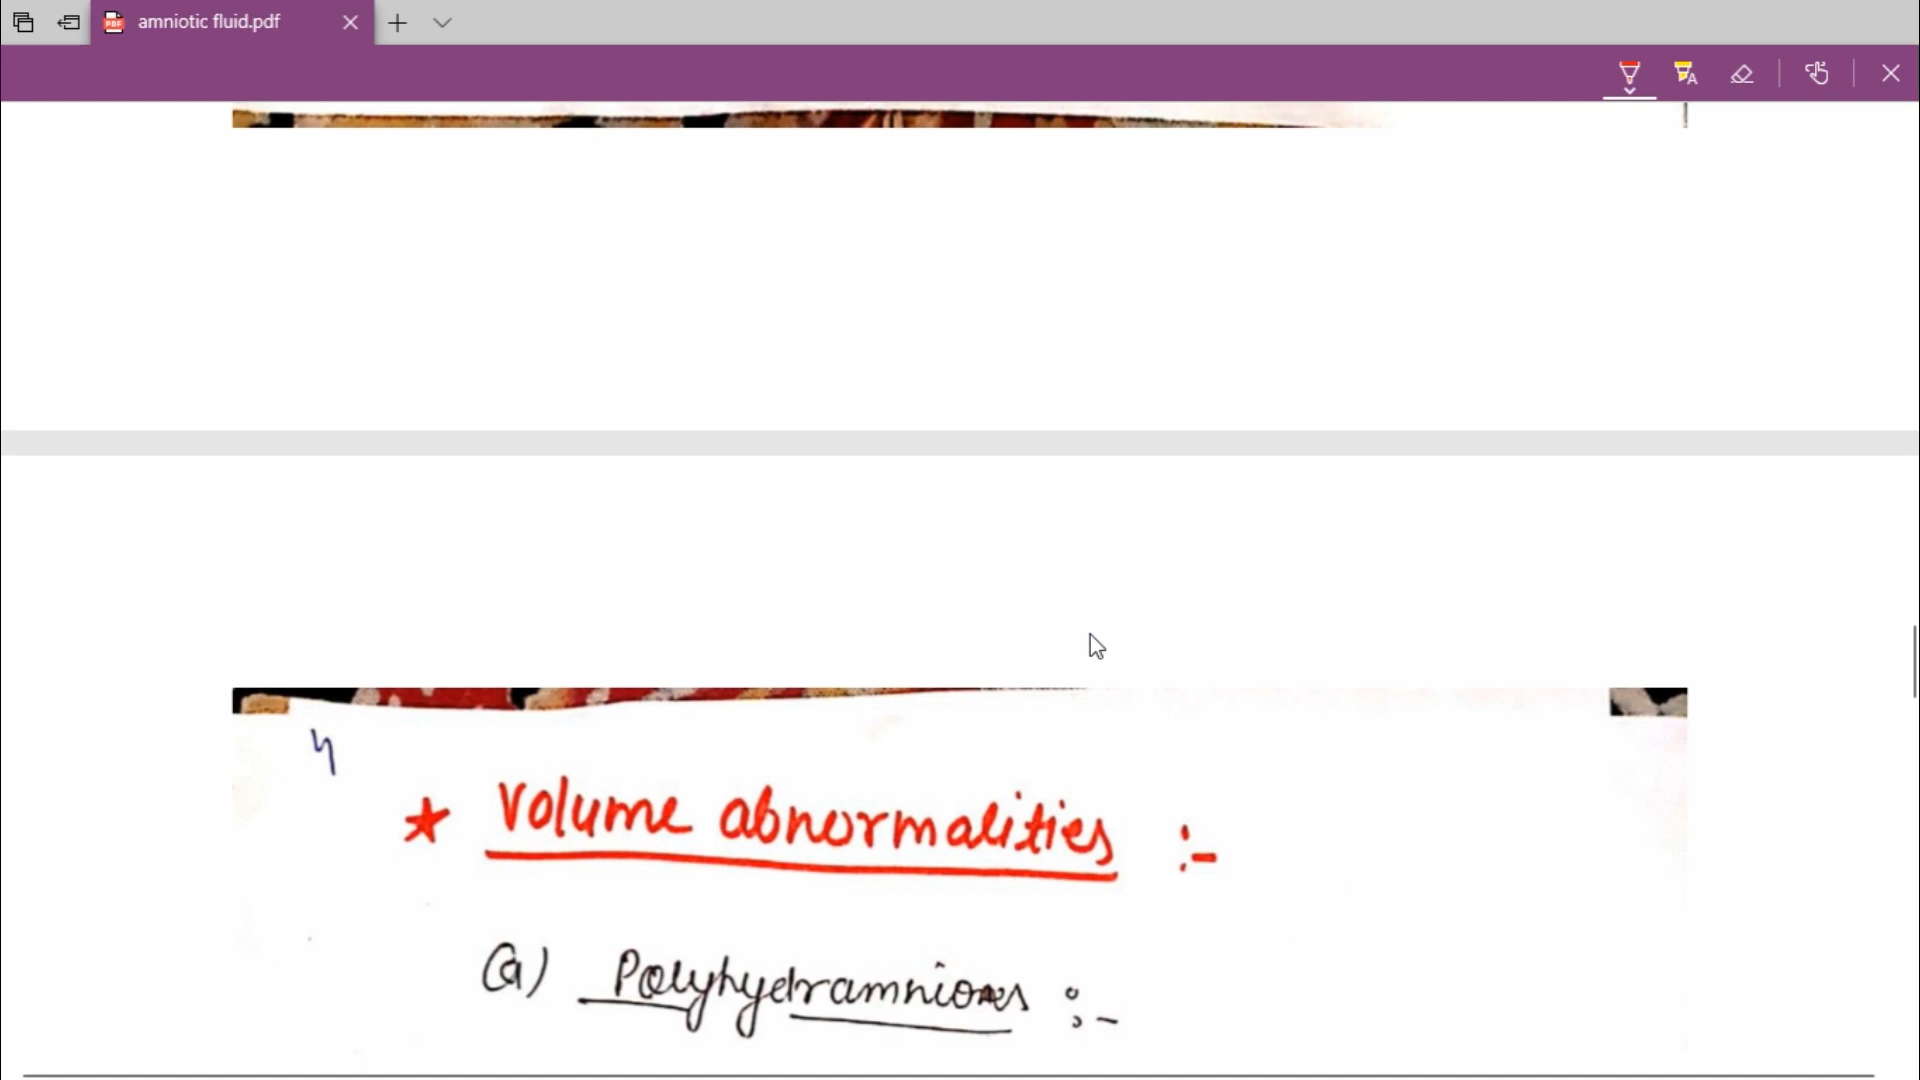 amniotic fluid.pdf
4
★ Volume abnormalities :-
(a) Polyhydramnios :-